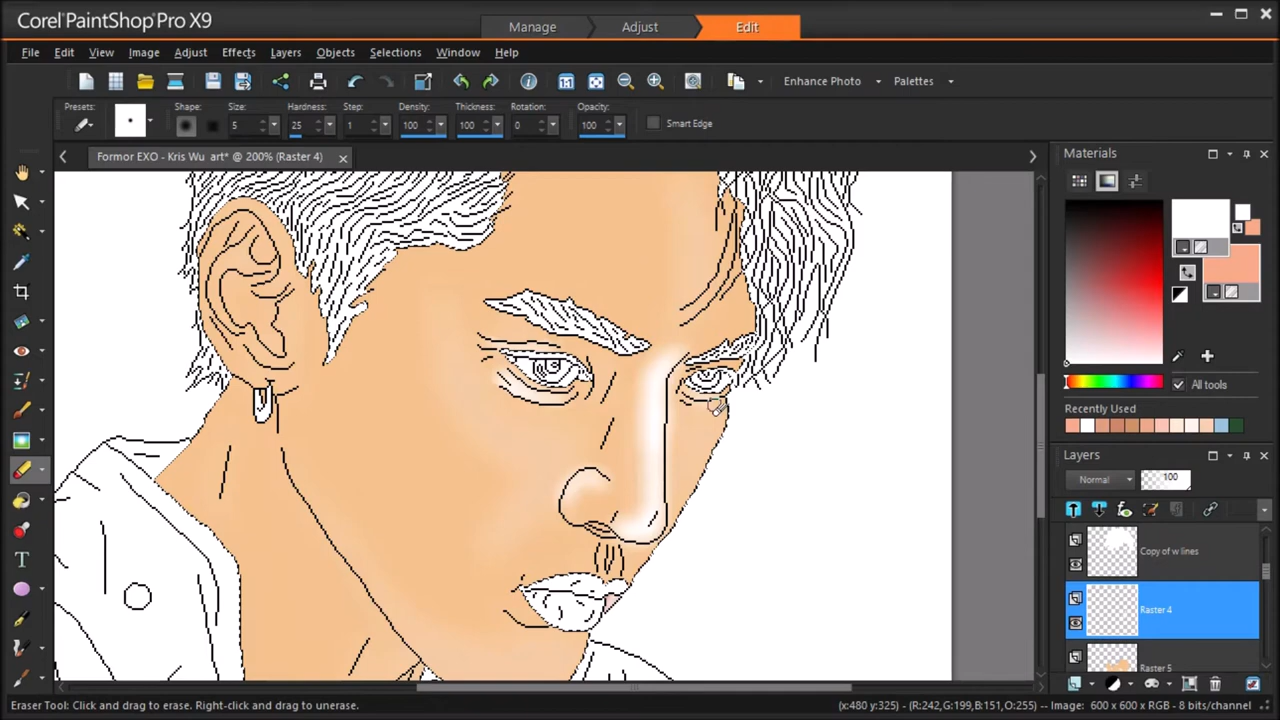 Corel PaintShop Pro X9
Manage Adjust Edit
File Edit View Image Adjust Effects Layers Objects Selections Window Help
Enhance Photo Palettes
Presets: Shape: Size: Hardness: Step: Density: Thickness: Rotation: Opacity:
5 25 1 100 100 0 100 Smart Edge
Formor EXO - Kris Wu art* @ 200% (Raster 4)
Materials
All tools
Recently Used
Layers
Normal 100
Copy of w lines
Raster 4
Raster 5
Eraser Tool: Click and drag to erase. Right-click and drag to unerase.
(x:480 y:325) - (R:242,G:199,B:151,O:255) -- Image: 600 x 600 x RGB - 8 bits/channel